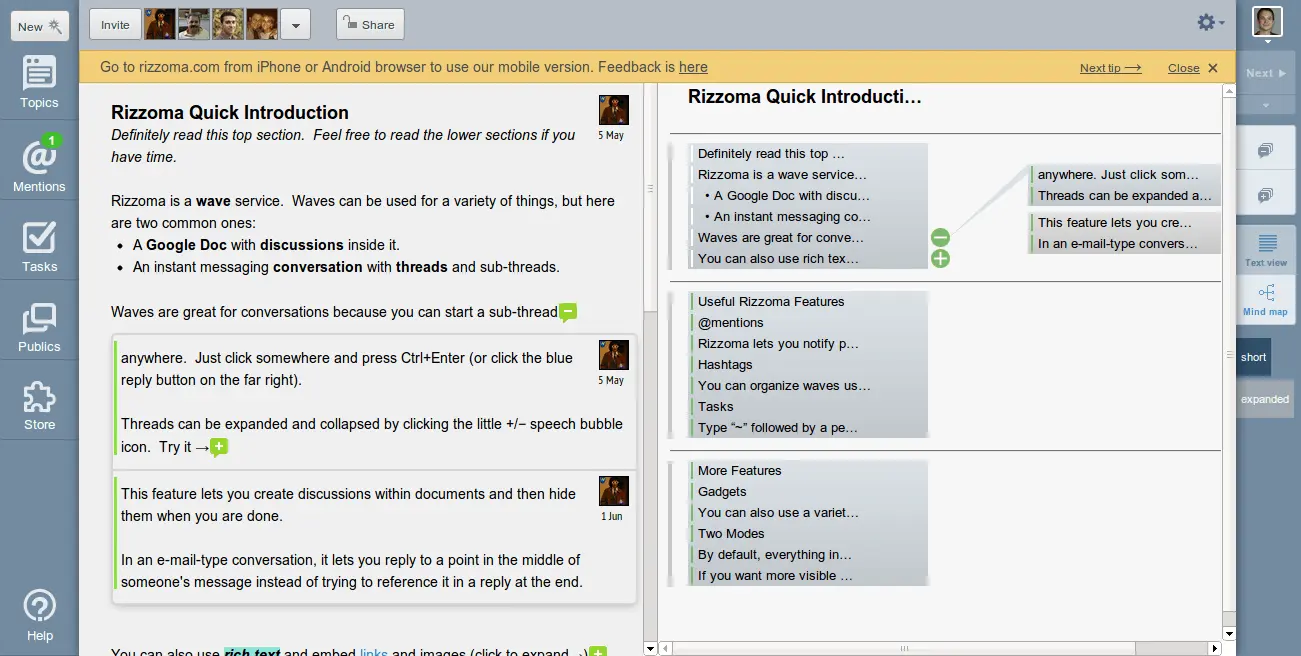 New
Invite
Share
Go to rizzoma.com from iPhone or Android browser to use our mobile version. Feedback is here
Next tip →
Close ✕
Topics
1
Mentions
Tasks
Publics
Store
Help
Rizzoma Quick Introduction
5 May
Definitely read this top section. Feel free to read the lower sections if you
have time.
Rizzoma is a wave service. Waves can be used for a variety of things, but here
are two common ones:
• A Google Doc with discussions inside it.
• An instant messaging conversation with threads and sub-threads.
Waves are great for conversations because you can start a sub-thread
anywhere. Just click somewhere and press Ctrl+Enter (or click the blue
reply button on the far right).
5 May
Threads can be expanded and collapsed by clicking the little +/− speech bubble
icon. Try it →
This feature lets you create discussions within documents and then hide
them when you are done.
1 Jun
In an e-mail-type conversation, it lets you reply to a point in the middle of
someone's message instead of trying to reference it in a reply at the end.
You can also use rich text and embed links and images (click to expand →)
Rizzoma Quick Introducti…
Definitely read this top …
Rizzoma is a wave service…
• A Google Doc with discu…
• An instant messaging co…
Waves are great for conve…
You can also use rich tex…
anywhere. Just click som…
Threads can be expanded a…
This feature lets you cre…
In an e-mail-type convers…
Useful Rizzoma Features
@mentions
Rizzoma lets you notify p…
Hashtags
You can organize waves us…
Tasks
Type “~” followed by a pe…
More Features
Gadgets
You can also use a variet…
Two Modes
By default, everything in…
If you want more visible …
Next
Text view
Mind map
short
expanded